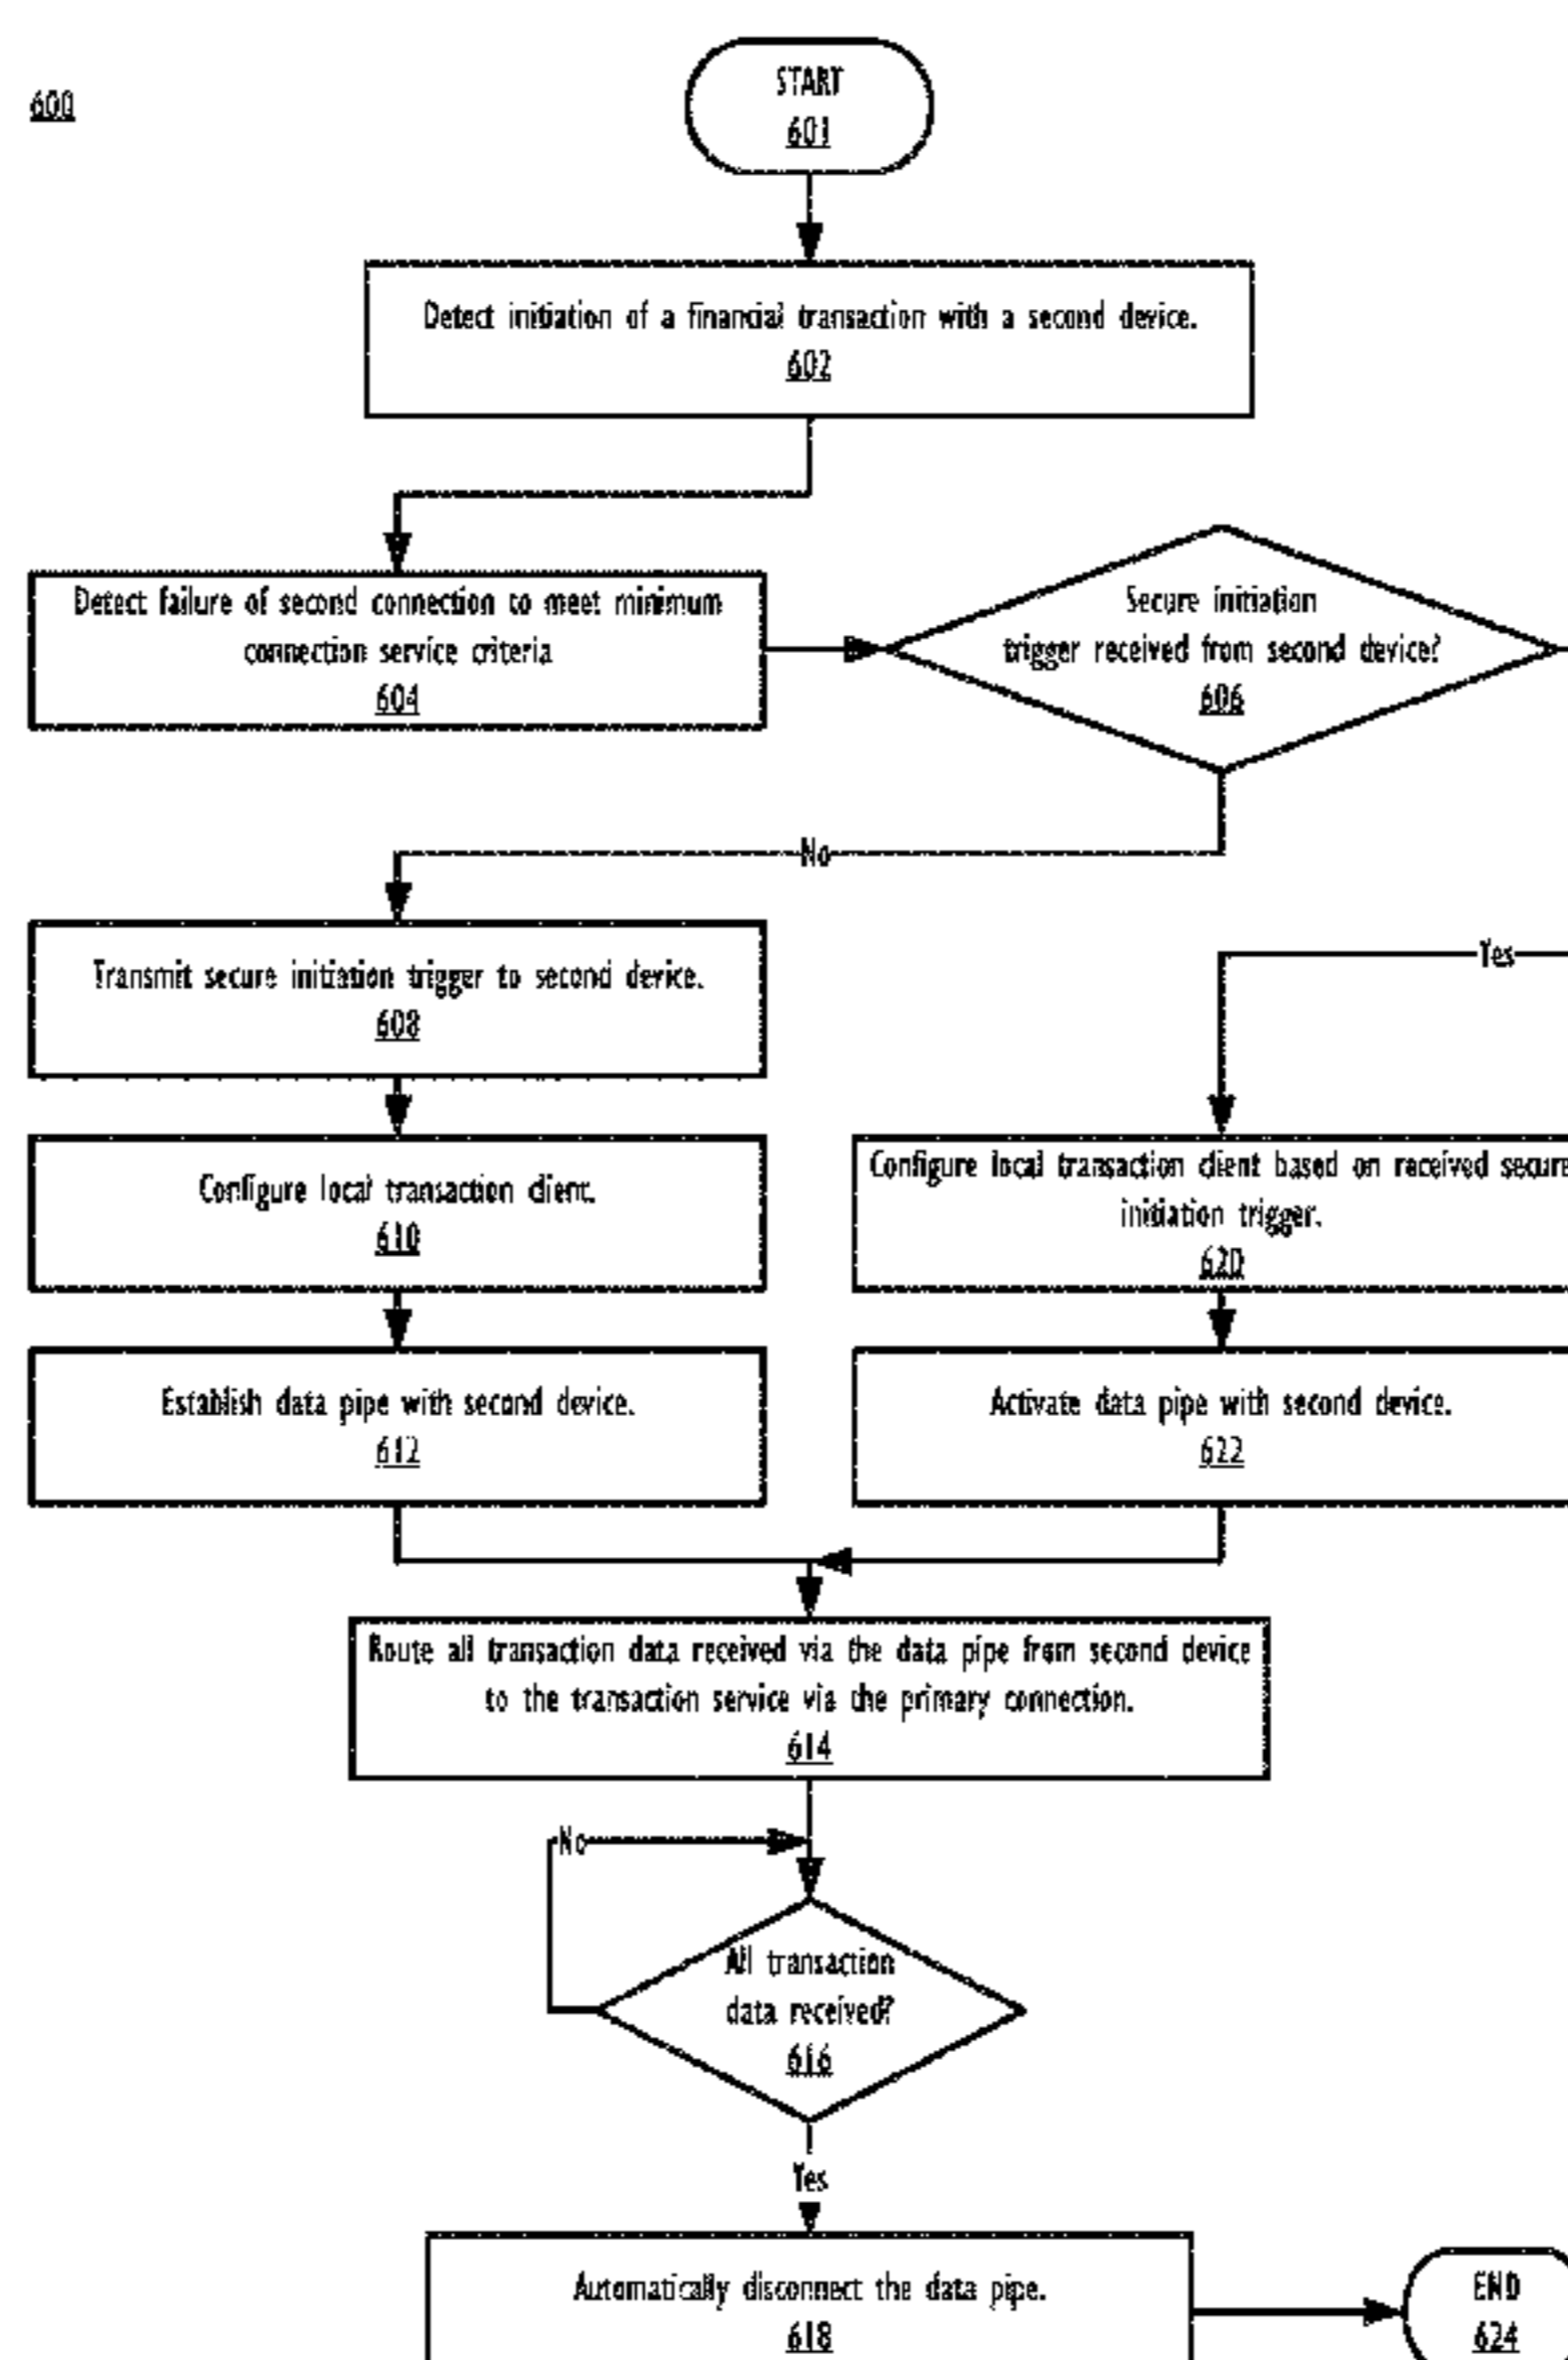 600
START
601
Detect initiation of a financial transaction with a second device.
602
Detect failure of second connection to meet minimum
connection service criteria
604
Secure initiation
trigger received from second device?
606
No
Transmit secure initiation trigger to second device.
608
Yes
Configure local transaction client.
610
Configure local transaction client based on received secure
initiation trigger.
620
Establish data pipe with second device.
612
Activate data pipe with second device.
622
Route all transaction data received via the data pipe from second device
to the transaction service via the primary connection.
614
No
All transaction
data received?
616
Yes
Automatically disconnect the data pipe.
618
END
624